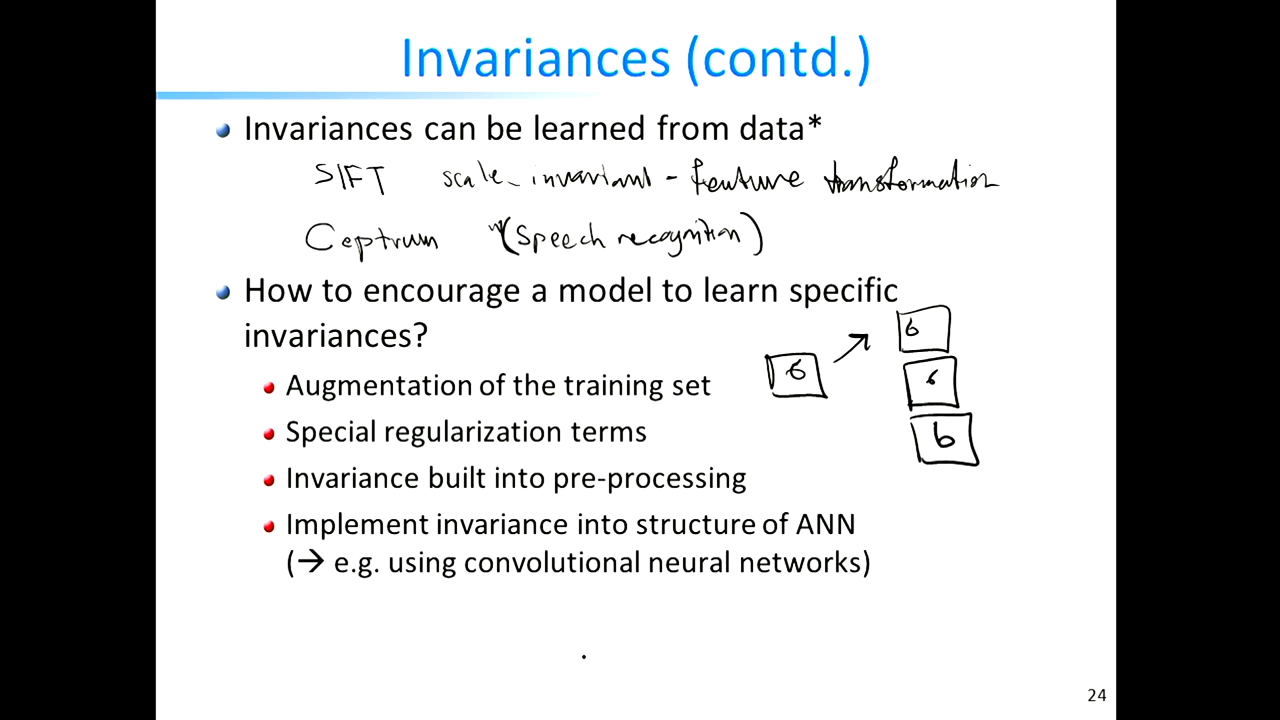 Invariances (contd.)
Invariances can be learned from data*
SIFT scale-invariant-feature transformation
Ceptrum (Speech recognition)
How to encourage a model to learn specific
invariances?
6
6
Augmentation of the training set
6
Special regularization terms
6
Invariance built into pre-processing
Implement invariance into structure of ANN
(→ e.g. using convolutional neural networks)
24